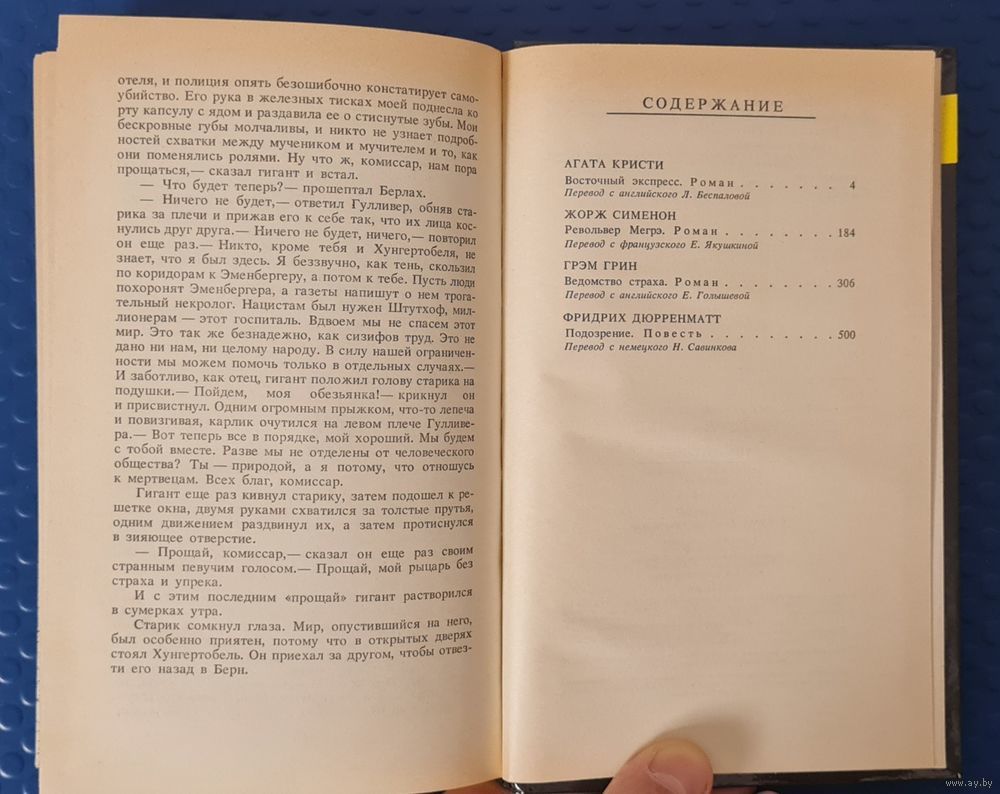 отеля, и полиция опять безошибочно констатирует само-
убийство. Его рука в железных тисках моей поднесла ко
рту капсулу с ядом и раздавила ее о стиснутые зубы. Мои
бескровные губы молчаливы, и никто не узнает подроб-
ностей схватки между мучеником и мучителем и то, как
они поменялись ролями. Ну что ж, комиссар, нам пора
прощаться,— сказал гигант и встал.
— Что будет теперь?— прошептал Берлах.
— Ничего не будет,— ответил Гулливер, обняв ста-
рика за плечи и прижав его к себе так, что их лица кос-
нулись друг друга.— Ничего не будет, ничего,— повторил
он еще раз.— Никто, кроме тебя и Хунгертобеля, не
знает, что я был здесь. Я беззвучно, как тень, скользил
по коридорам к Эменбергеру, а потом к тебе. Пусть люди
похоронят Эменбергера, а газеты напишут о нем трога-
тельный некролог. Нацистам был нужен Штутхоф, мил-
лионерам — этот госпиталь. Вдвоем мы не спасем этот
мир. Это так же безнадежно, как сизифов труд. Это не
дано ни нам, ни целому народу. В силу нашей ограничен-
ности мы можем помочь только в отдельных случаях.—
И заботливо, как отец, гигант положил голову старика на
подушки.— Пойдем, моя обезьянка!— крикнул он
и присвистнул. Одним огромным прыжком, что-то лепеча
и повизгивая, карлик очутился на левом плече Гулливе-
ра.— Вот теперь все в порядке, мой хороший. Мы будем
с тобой вместе. Разве мы не отделены от человеческого
общества? Ты — природой, а я потому, что отношусь
к мертвецам. Всех благ, комиссар.
Гигант еще раз кивнул старику, затем подошел к ре-
шетке окна, двумя руками схватился за толстые прутья,
одним движением раздвинул их, а затем протиснулся
в зияющее отверстие.
— Прощай, комиссар,— сказал он еще раз своим
странным певучим голосом.— Прощай, мой рыцарь без
страха и упрека.
И с этим последним «прощай» гигант растворился
в сумерках утра.
Старик сомкнул глаза. Мир, опустившийся на него,
был особенно приятен, потому что в открытых дверях
стоял Хунгертобель. Он приехал за другом, чтобы отвез-
ти его назад в Берн.
СОДЕРЖАНИЕ
АГАТА КРИСТИ
Восточный экспресс. Роман . . . . . . . 4
Перевод с английского Л. Беспаловой
ЖОРЖ СИМЕНОН
Револьвер Мегрэ. Роман . . . . . . . . 184
Перевод с французского Е. Якушкиной
ГРЭМ ГРИН
Ведомство страха. Роман . . . . . . . . 306
Перевод с английского Е. Голышевой
ФРИДРИХ ДЮРРЕНМАТТ
Подозрение. Повесть . . . . . . . . . 500
Перевод с немецкого Н. Савинкова
www.ay.by